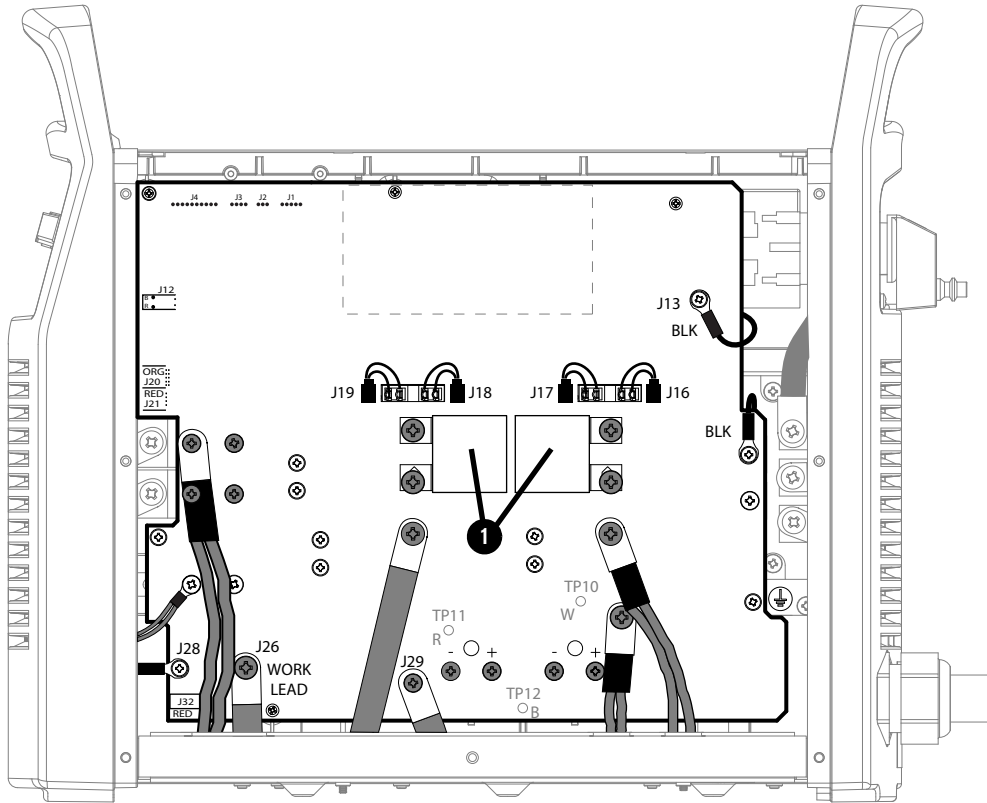 J4 J3 J2 J1
J12
B
R
J13
BLK
ORG
J20
RED
J21
J19 J18 J17 J16
BLK
1
TP10
W
TP11
R
J28 J26 WORK
LEAD
J29
- + - +
J32
RED
TP12
B